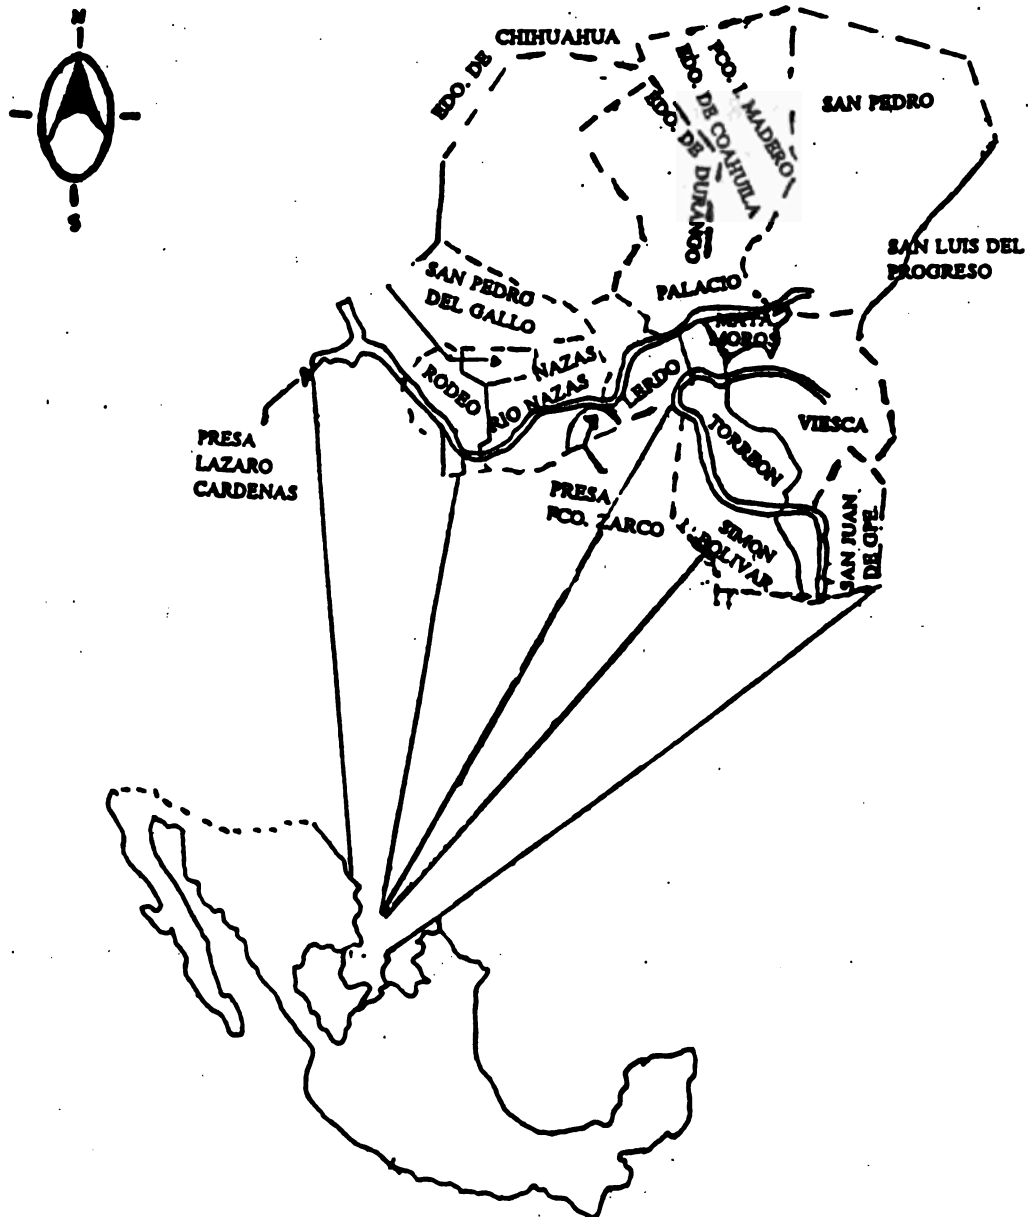 N
S
CHIHUAHUA
EDO. DE
FCO. I. MADERO
EDO. DE COAHUILA
EDO. DE DURANGO
SAN PEDRO
SAN LUIS DEL
PROGRESO
SAN PEDRO
DEL GALLO
PALACIO
MATA
MOROS
NAZAS
RODEO
RIO NAZAS
LERDO
TORREON
VIESCA
PRESA
LAZARO
CARDENAS
PRESA
FCO. ZARCO
SIMON
BOLIVAR
SAN JUAN
DE GPE.